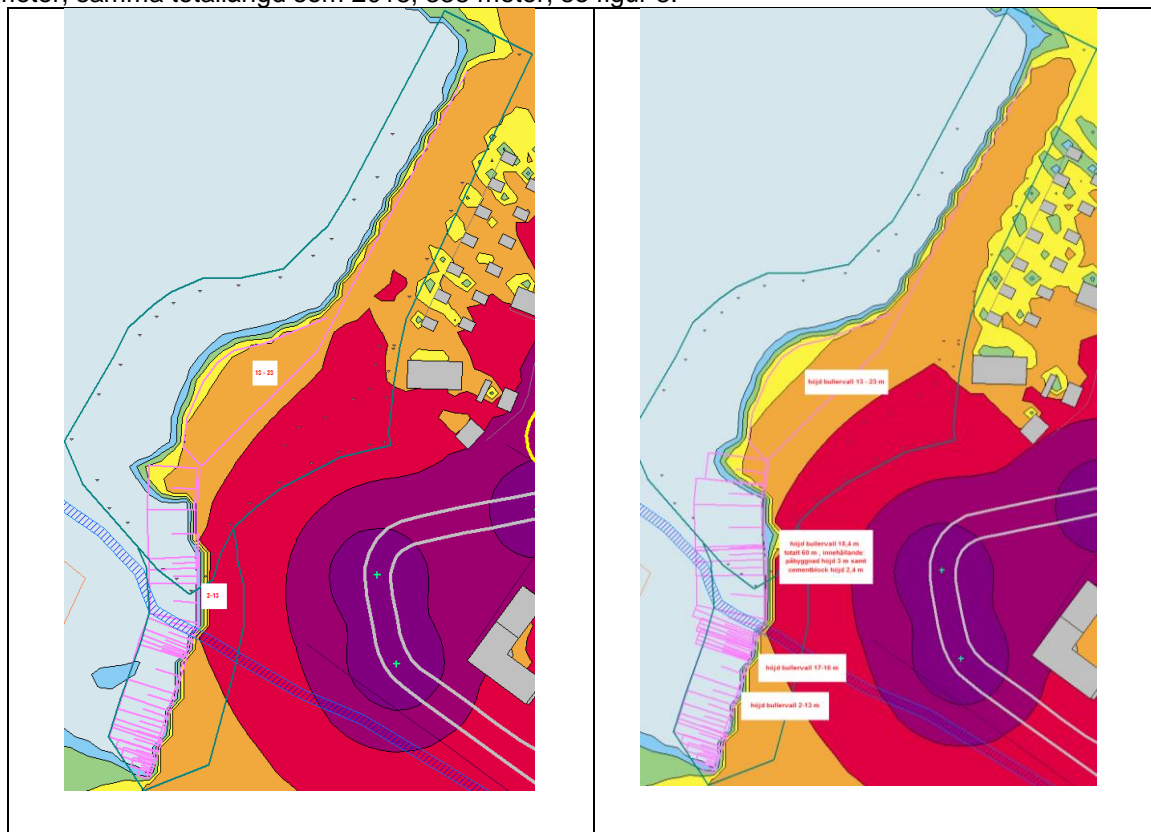 meter, samma totallängd som 2018, 356 meter, se figur 3.
13 - 23
2-13
höjd bullervall 13 - 23 m
höjd bullervall 18,4 m
totalt 60 m , innehållande:
påbyggnad höjd 3 m samt
cementblock höjd 2,4 m
höjd bullervall 17-18 m
höjd bullervall 2-13 m